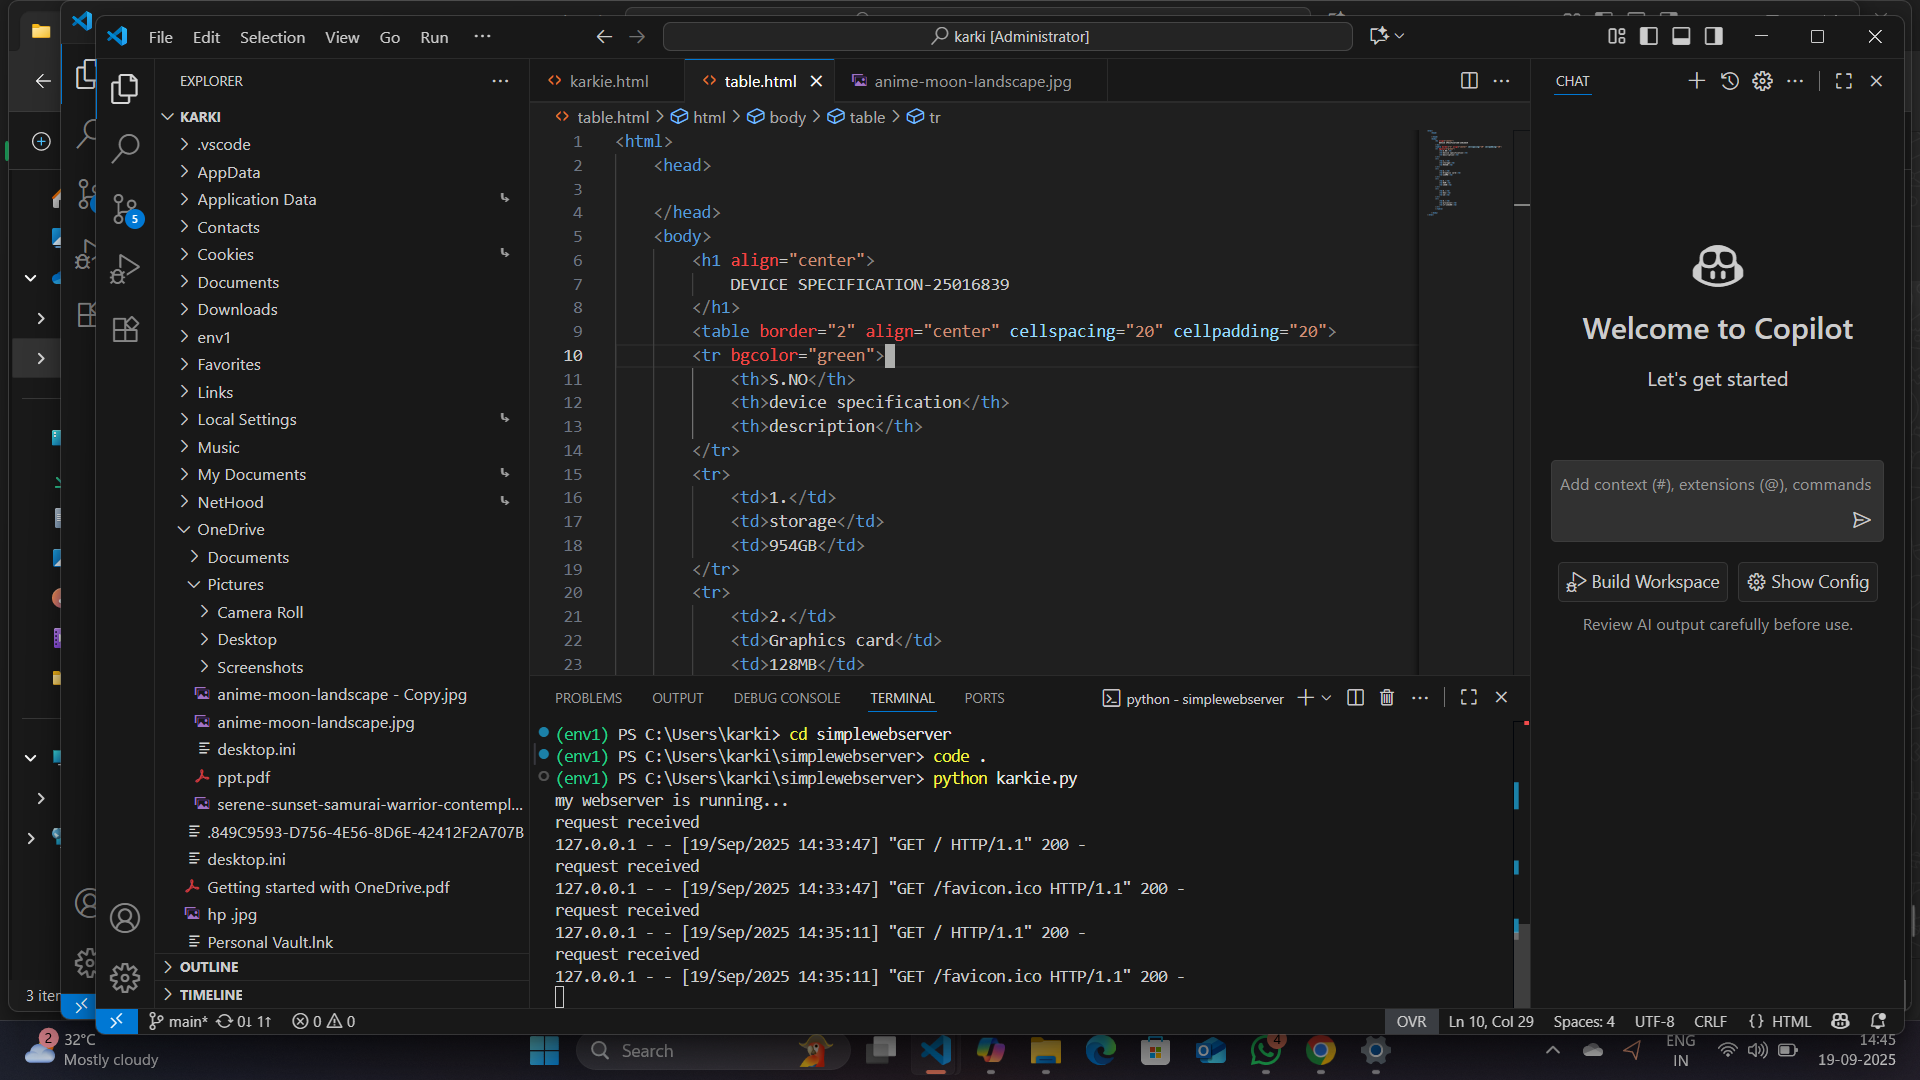 File Edit Selection View Go Run ···
karki [Administrator]
EXPLORER
karkie.html
table.html
anime-moon-landscape.jpg
CHAT
table.html > html > body > table > tr
KARKI
.vscode
AppData
Application Data
Contacts
Cookies
Documents
Downloads
env1
Favorites
Links
Local Settings
Music
My Documents
NetHood
OneDrive
Documents
Pictures
Camera Roll
Desktop
Screenshots
anime-moon-landscape - Copy.jpg
anime-moon-landscape.jpg
desktop.ini
ppt.pdf
serene-sunset-samurai-warrior-contempl...
.849C9593-D756-4E56-8D6E-42412F2A707B
desktop.ini
Getting started with OneDrive.pdf
hp .jpg
Personal Vault.lnk
OUTLINE
TIMELINE
5
1 <html>
2 <head>
3
4 </head>
5 <body>
6 <h1 align="center">
7 DEVICE SPECIFICATION-25016839
8 </h1>
9 <table border="2" align="center" cellspacing="20" cellpadding="20">
10 <tr bgcolor="green">
11 <th>S.NO</th>
12 <th>device specification</th>
13 <th>description</th>
14 </tr>
15 <tr>
16 <td>1.</td>
17 <td>storage</td>
18 <td>954GB</td>
19 </tr>
20 <tr>
21 <td>2.</td>
22 <td>Graphics card</td>
23 <td>128MB</td>
PROBLEMS OUTPUT DEBUG CONSOLE TERMINAL PORTS
python - simplewebserver
(env1) PS C:\Users\karki> cd simplewebserver
(env1) PS C:\Users\karki\simplewebserver> code .
(env1) PS C:\Users\karki\simplewebserver> python karkie.py
my webserver is running...
request received
127.0.0.1 - - [19/Sep/2025 14:33:47] "GET / HTTP/1.1" 200 -
request received
127.0.0.1 - - [19/Sep/2025 14:33:47] "GET /favicon.ico HTTP/1.1" 200 -
request received
127.0.0.1 - - [19/Sep/2025 14:35:11] "GET / HTTP/1.1" 200 -
request received
127.0.0.1 - - [19/Sep/2025 14:35:11] "GET /favicon.ico HTTP/1.1" 200 -
Welcome to Copilot
Let's get started
Add context (#), extensions (@), commands
Build Workspace
Show Config
Review AI output carefully before use.
main* 0↓ 1↑ 0 0
OVR
Ln 10, Col 29
Spaces: 4
UTF-8
CRLF
{ } HTML
3 iter
2
32°C
Mostly cloudy
Search
4
ENG
IN
14:45
19-09-2025